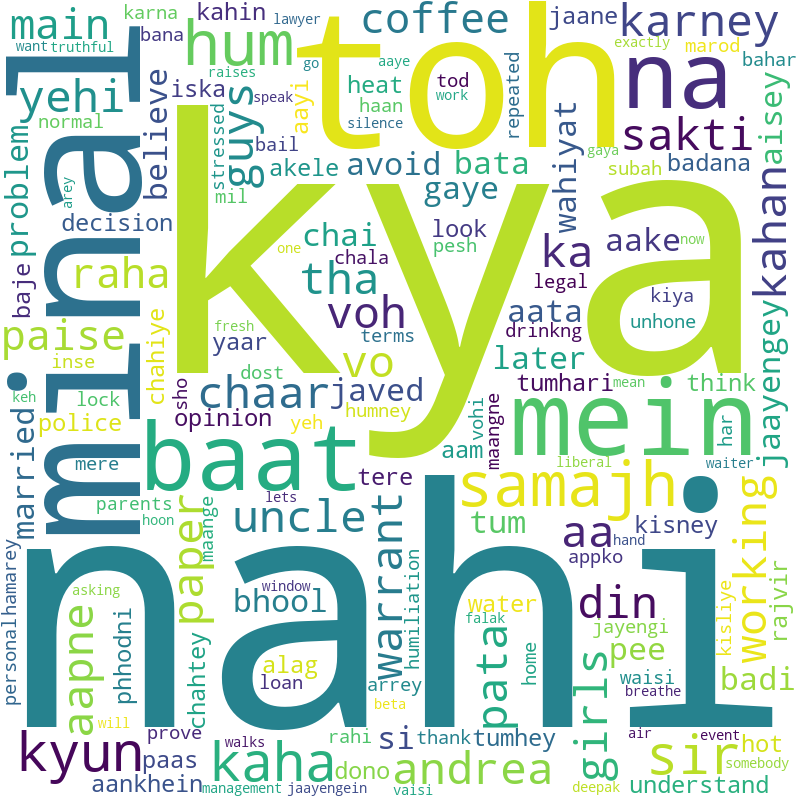 karna
kahin
lawyer
jaane
karney
main
bana
coffee
want
truthful
exactly
marod
bahar
hum
toh
na
raises
go
aaye
heat
tod
work
yehi
iska
haan
speak
silence
repeated
normal
believe
stressed
guys
aayi
bail
akele
avoid
bata
wahiyat
sakti
gaya
subah
badana
aisey
problem
minal
mil
arey
gaye
kahan
decision
kya
chai
look
pesh
ka
aake
now
one
chala
legal
raha
tha
voh
aata
kiya
baje
paise
chahiye
inse
fresh
terms
drinkng
unhone
yaar
vo
later
jaayengey
married
keh
lock
osho
dost
chaar
javed
tumhari
mean
think
police
opinion
yeh
humney
aam
vohi
maangne
har
mere
baat
mein
liberal
waiter
tere
parents
hoon
maange
lets
samajh
paper
uncle
warrant
tum
aa
kisney
working
hand
appko
personal
hamarey
nahi
asking
window
bhool
humiliation
water
din
jayengi
kisliye
rajvir
aapne
phhodni
chahtey
alag
falak
pata
home
girls
pee
waisi
breathe
badi
loan
arrey
beta
will
prove
walks
si
thank
tumhey
air
event
somebody
kyun
paas
kaha
rahi
sir
hot
aankhein
management
jaayengein
dono
vaisi
andrea
deepak
understand